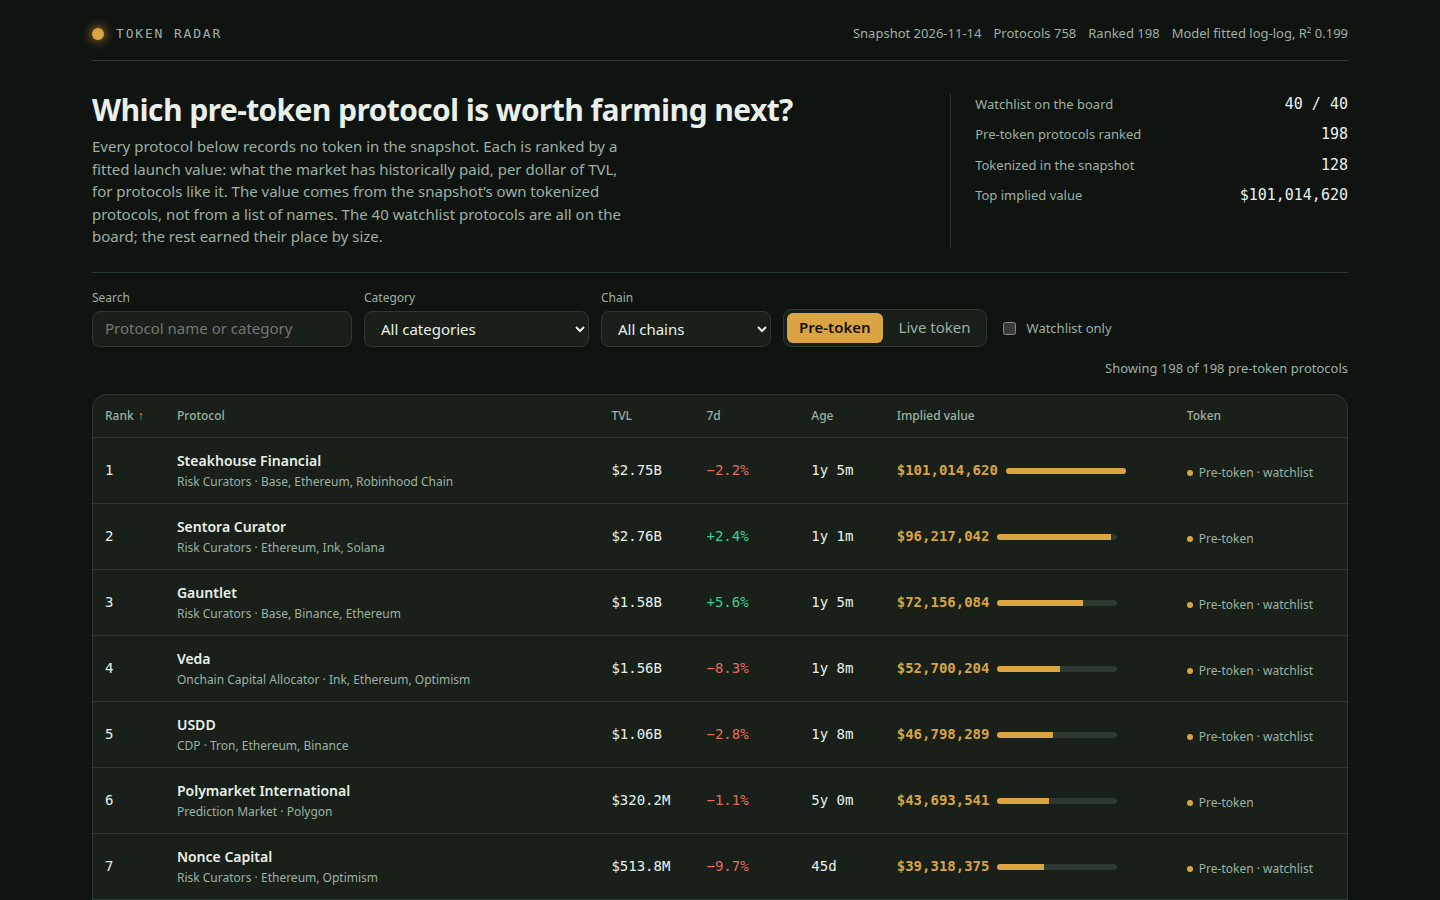 TOKEN RADAR
Snapshot 2026-11-14 Protocols 758 Ranked 198 Model fitted log-log, R² 0.199
Which pre-token protocol is worth farming next?
Every protocol below records no token in the snapshot. Each is ranked by a
fitted launch value: what the market has historically paid, per dollar of TVL,
for protocols like it. The value comes from the snapshot's own tokenized
protocols, not from a list of names. The 40 watchlist protocols are all on the
board; the rest earned their place by size.
Watchlist on the board 40 / 40
Pre-token protocols ranked 198
Tokenized in the snapshot 128
Top implied value $101,014,620
Search Category Chain
Protocol name or category All categories All chains Pre-token Live token Watchlist only
Showing 198 of 198 pre-token protocols
Rank ↑ Protocol TVL 7d Age Implied value Token
1 Steakhouse Financial $2.75B −2.2% 1y 5m $101,014,620 Pre-token · watchlist
Risk Curators · Base, Ethereum, Robinhood Chain
2 Sentora Curator $2.76B +2.4% 1y 1m $96,217,042 Pre-token
Risk Curators · Ethereum, Ink, Solana
3 Gauntlet $1.58B +5.6% 1y 5m $72,156,084 Pre-token · watchlist
Risk Curators · Base, Binance, Ethereum
4 Veda $1.56B −8.3% 1y 8m $52,700,204 Pre-token · watchlist
Onchain Capital Allocator · Ink, Ethereum, Optimism
5 USDD $1.06B −2.8% 1y 8m $46,798,289 Pre-token · watchlist
CDP · Tron, Ethereum, Binance
6 Polymarket International $320.2M −1.1% 5y 0m $43,693,541 Pre-token
Prediction Market · Polygon
7 Nonce Capital $513.8M −9.7% 45d $39,318,375 Pre-token · watchlist
Risk Curators · Ethereum, Optimism